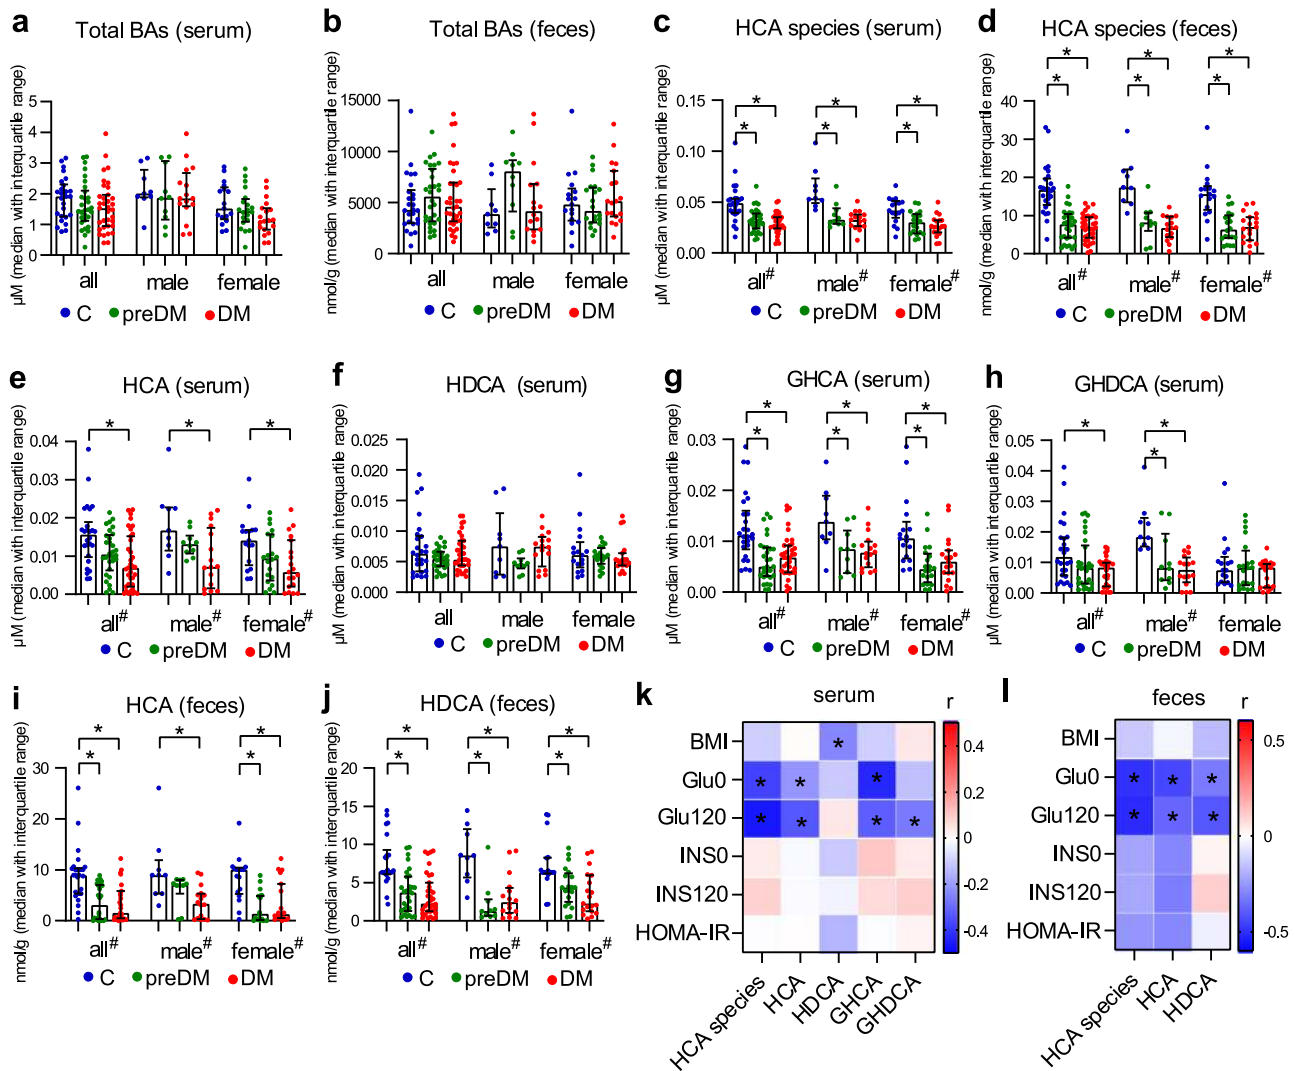 a
Total BAs (serum)
µM (median with interquartile range)
5
4
3
2
1
0
all male female
C preDM DM
b
Total BAs (feces)
nmol/g (median with interquartile range)
15000
10000
5000
0
all male female
C preDM DM
c
HCA species (serum)
µM (median with interquartile range)
0.15
0.10
0.05
0.00
* * * * * *
all# male# female#
C preDM DM
d
HCA species (feces)
nmol/g (median with interquartile range)
40
30
20
10
0
* * * * * *
all# male# female#
C preDM DM
e
HCA (serum)
µM (median with interquartile range)
0.04
0.03
0.02
0.01
0.00
* * *
all# male# female#
C preDM DM
f
HDCA (serum)
µM (median with interquartile range)
0.025
0.020
0.015
0.010
0.005
0.000
all male female
C preDM DM
g
GHCA (serum)
µM (median with interquartile range)
0.03
0.02
0.01
0.00
* * * * * *
all# male# female#
C preDM DM
h
GHDCA (serum)
µM (median with interquartile range)
0.05
0.04
0.03
0.02
0.01
0.00
* * *
all# male# female
C preDM DM
i
HCA (feces)
nmol/g (median with interquartile range)
30
20
10
0
* * * * *
all# male# female#
C preDM DM
j
HDCA (feces)
nmol/g (median with interquartile range)
20
15
10
5
0
* * * * * *
all# male# female#
C preDM DM
k
serum
r
BMI *
Glu0 * * *
Glu120 * * * *
INS0
INS120
HOMA-IR
HCA species
HCA
HDCA
GHCA
GHDCA
0.4
0.2
0
-0.2
-0.4
l
feces
r
BMI
Glu0 * * *
Glu120 * * *
INS0
INS120
HOMA-IR
HCA species
HCA
HDCA
0.5
0
-0.5